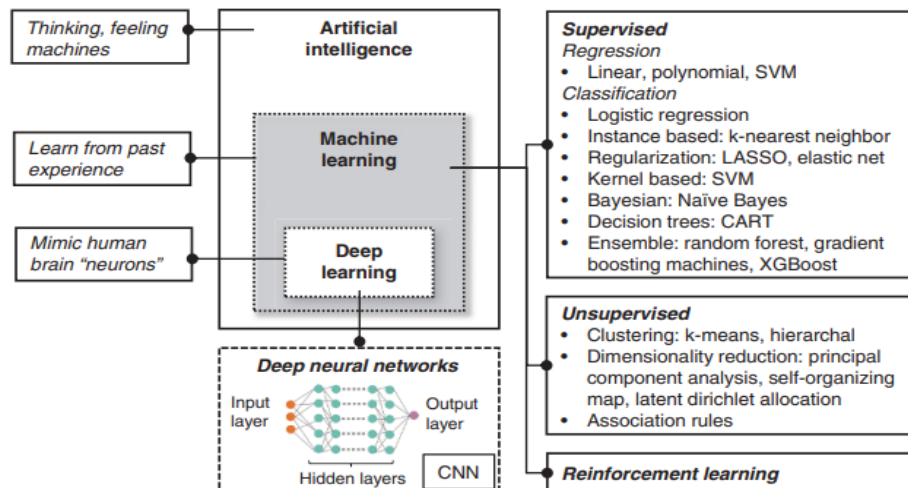 Thinking, feeling
machines
Learn from past
experience
Mimic human
brain “neurons”
Artificial
intelligence
Machine
learning
Deep
learning
Deep neural networks
Input
layer
Output
layer
Hidden layers
CNN
Supervised
Regression
• Linear, polynomial, SVM
Classification
• Logistic regression
• Instance based: k-nearest neighbor
• Regularization: LASSO, elastic net
• Kernel based: SVM
• Bayesian: Naïve Bayes
• Decision trees: CART
• Ensemble: random forest, gradient
boosting machines, XGBoost
Unsupervised
• Clustering: k-means, hierarchal
• Dimensionality reduction: principal
component analysis, self-organizing
map, latent dirichlet allocation
• Association rules
Reinforcement learning